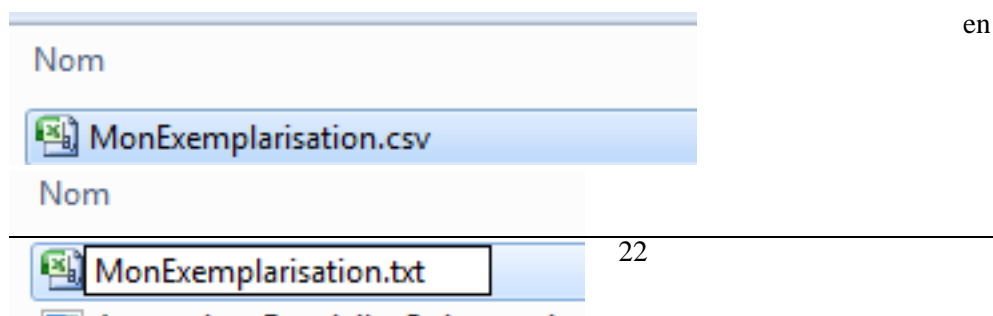 en
Nom
MonExemplarisation.csv
Nom
22
MonExemplarisation.txt